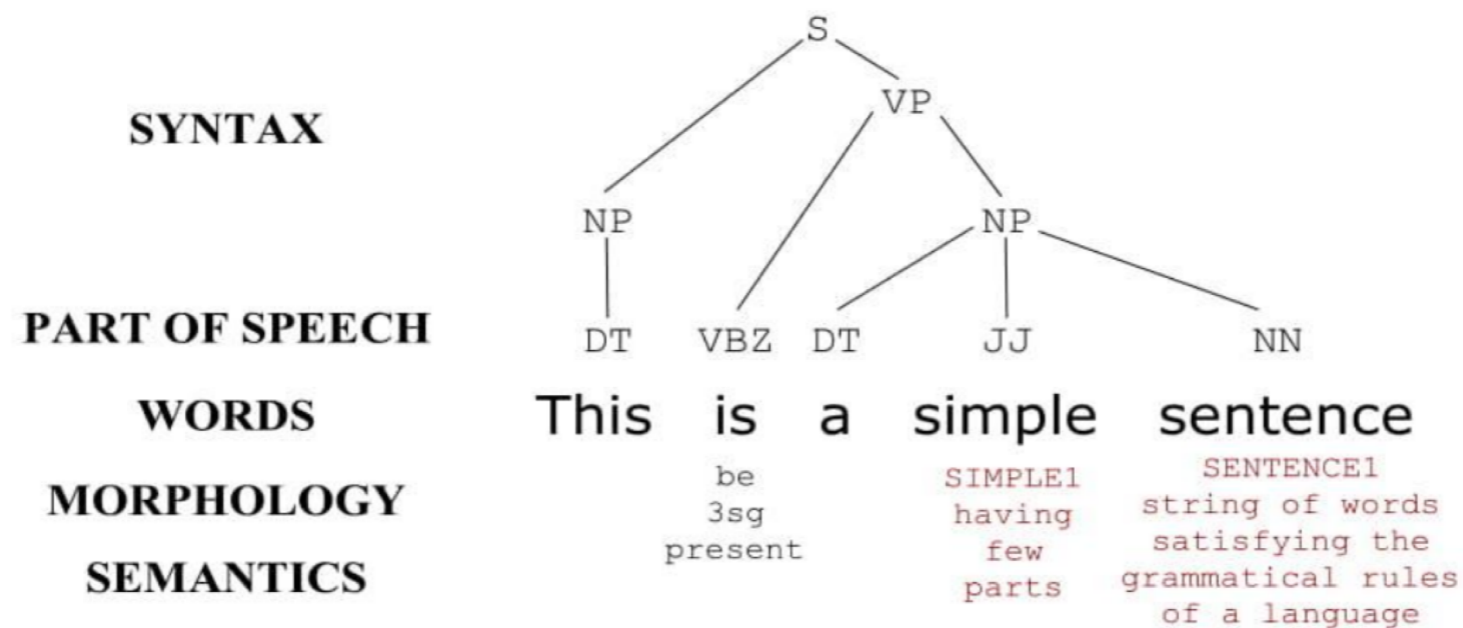 S
VP
SYNTAX
NP NP
PART OF SPEECH DT VBZ DT JJ NN
WORDS This is a simple sentence
MORPHOLOGY
SEMANTICS
be
3sg
present
SIMPLE1
having
few
parts
SENTENCE1
string of words
satisfying the
grammatical rules
of a language